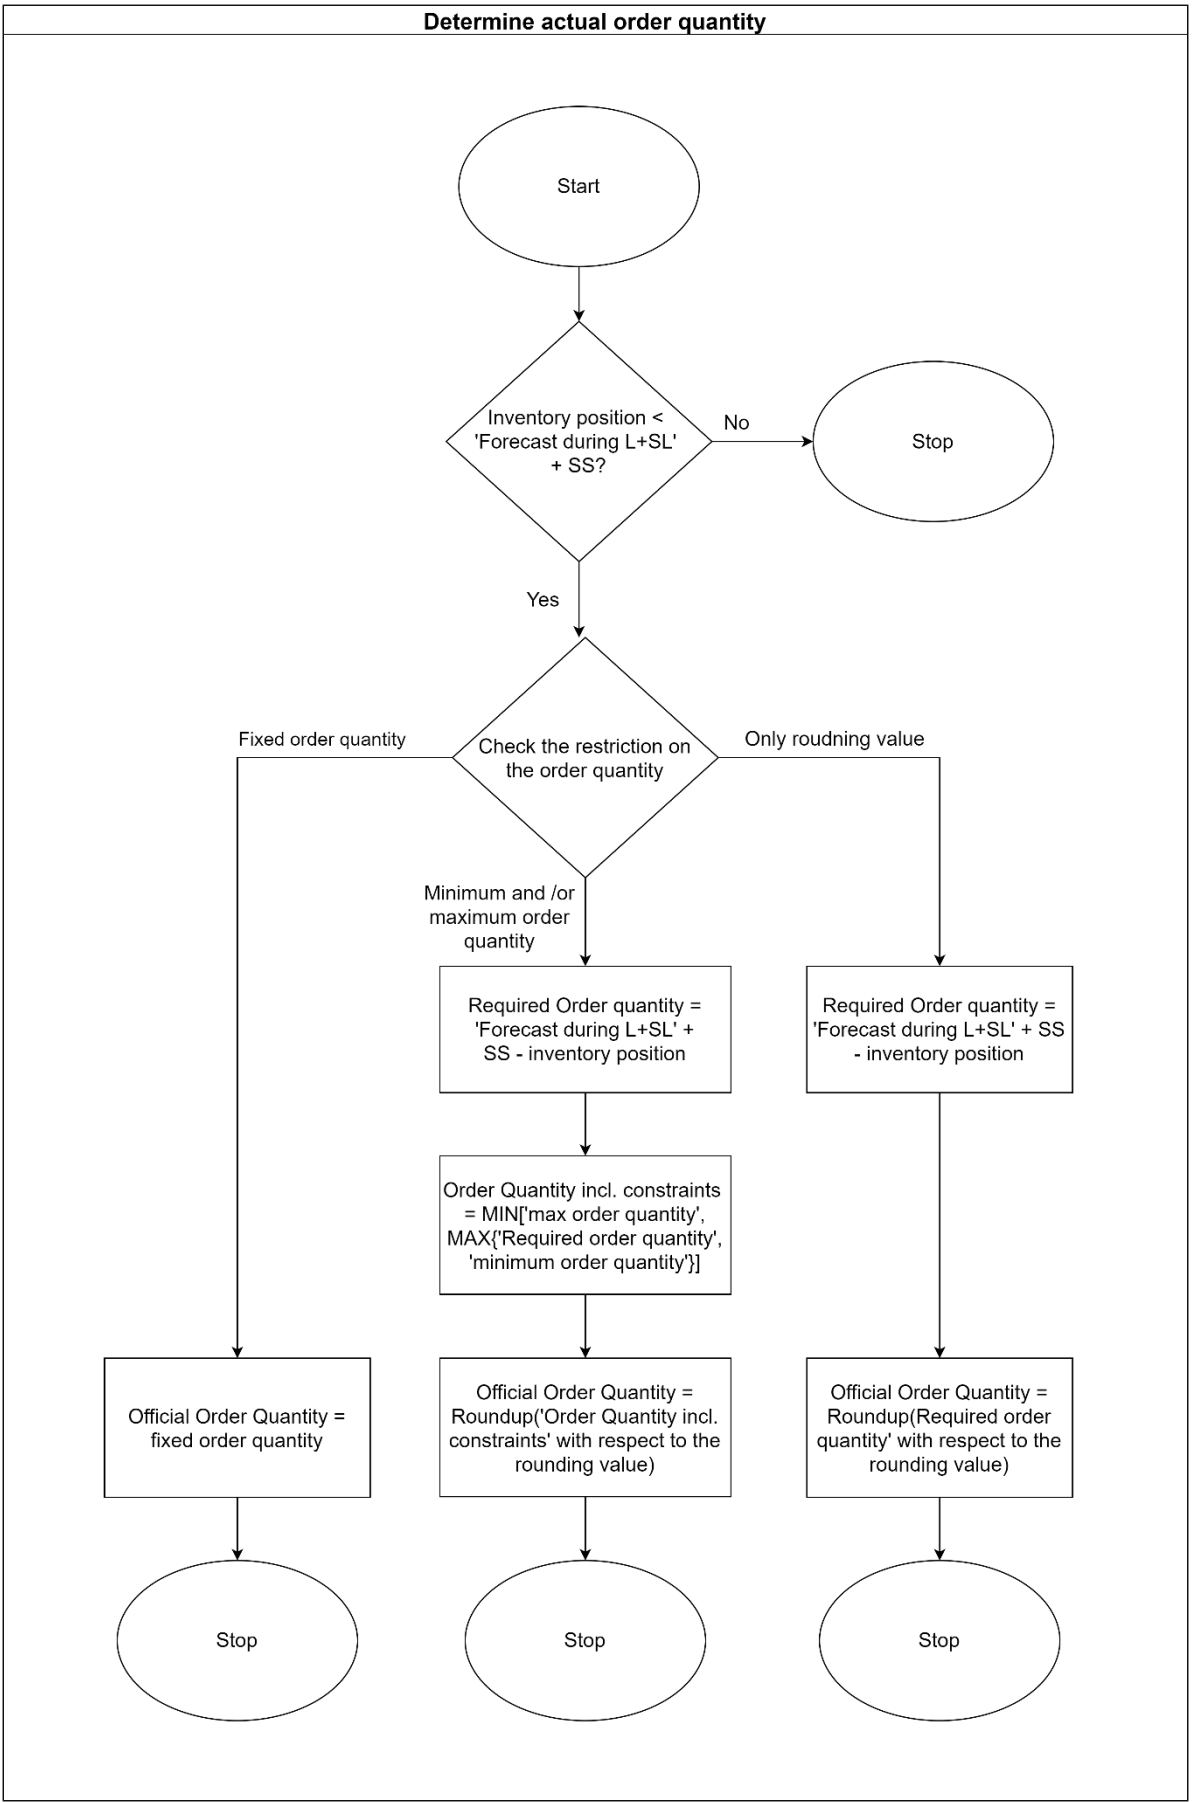 Determine actual order quantity
Start
Inventory position <
'Forecast during L+SL'
+ SS?
No
Stop
Yes
Check the restriction on
the order quantity
Fixed order quantity
Only roudning value
Minimum and /or
maximum order
quantity
Required Order quantity =
'Forecast during L+SL' +
SS - inventory position
Required Order quantity =
'Forecast during L+SL' + SS
- inventory position
Order Quantity incl. constraints
= MIN['max order quantity',
MAX{'Required order quantity',
'minimum order quantity'}]
Official Order Quantity =
fixed order quantity
Official Order Quantity =
Roundup('Order Quantity incl.
constraints' with respect to the
rounding value)
Official Order Quantity =
Roundup(Required order
quantity' with respect to the
rounding value)
Stop
Stop
Stop